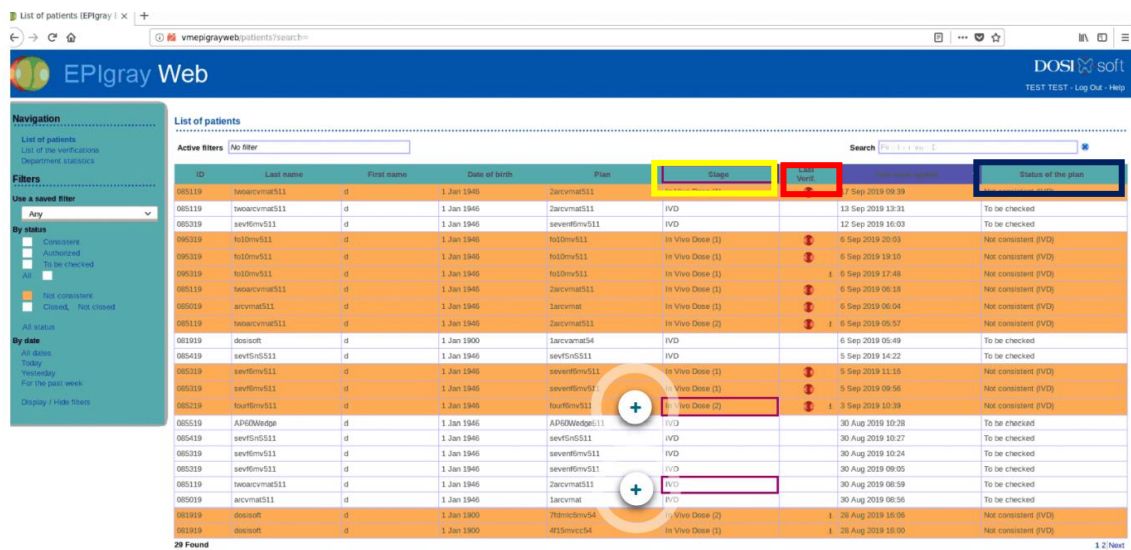 List of patients (EPIgray
vmepigrayweb/patients?search=
EPIgray Web
DOSI soft
TEST TEST - Log Out - Help
Navigation
List of patients
List of the verifications
Department statistics
Filters
Use a saved filter
Any
By status
Consistent
Authorized
To be checked
All
Not consistent
Closed, Not closed
All status
By date
All dates
Today
Yesterday
For the past week
Display / Hide filters
List of patients
Active filters No filter Search
ID Last name First name Date of birth Plan Stage Last Verif. Status of the plan
085119 twoarcvmat511 d 1 Jan 1946 2arcvmat511 In Vivo Dose (1) 17 Sep 2019 09:39 Not consistent (IVD)
085119 twoarcvmat511 d 1 Jan 1946 2arcvmat511 IVD 13 Sep 2019 13:31 To be checked
085319 sevf6mv511 d 1 Jan 1946 sevenf6mv511 IVD 12 Sep 2019 16:03 To be checked
095319 fo10mv511 d 1 Jan 1946 fo10mv511 In Vivo Dose (1) 6 Sep 2019 20:03 Not consistent (IVD)
095319 fo10mv511 d 1 Jan 1946 fo10mv511 In Vivo Dose (1) 6 Sep 2019 19:10 Not consistent (IVD)
095319 fo10mv511 d 1 Jan 1946 fo10mv511 In Vivo Dose (1) 6 Sep 2019 17:48 Not consistent (IVD)
085119 twoarcvmat511 d 1 Jan 1946 2arcvmat511 In Vivo Dose (1) 6 Sep 2019 06:18 Not consistent (IVD)
085019 arcvmat511 d 1 Jan 1946 1arcvmat In Vivo Dose (1) 6 Sep 2019 06:04 Not consistent (IVD)
085119 twoarcvmat511 d 1 Jan 1946 2arcvmat511 In Vivo Dose (2) 6 Sep 2019 05:57 Not consistent (IVD)
081919 dosisoft d 1 Jan 1900 1arcvamat54 IVD 6 Sep 2019 05:49 To be checked
085419 sevfSnS511 d 1 Jan 1946 sevfSnS511 IVD 5 Sep 2019 14:22 To be checked
085319 sevf6mv511 d 1 Jan 1946 sevenf6mv511 In Vivo Dose (1) 5 Sep 2019 11:16 Not consistent (IVD)
085319 sevf6mv511 d 1 Jan 1946 sevenf6mv511 In Vivo Dose (1) 5 Sep 2019 09:56 Not consistent (IVD)
085219 fourf6mv511 d 1 Jan 1946 fourf6mv511 In Vivo Dose (2) 3 Sep 2019 10:39 Not consistent (IVD)
085519 AP60Wedge d 1 Jan 1946 AP60Wedge511 IVD 30 Aug 2019 10:28 To be checked
085419 sevfSnS511 d 1 Jan 1946 sevfSnS511 IVD 30 Aug 2019 10:27 To be checked
085319 sevf6mv511 d 1 Jan 1946 sevenf6mv511 IVD 30 Aug 2019 10:24 To be checked
085319 sevf6mv511 d 1 Jan 1946 sevenf6mv511 IVD 30 Aug 2019 09:05 To be checked
085119 twoarcvmat511 d 1 Jan 1946 2arcvmat511 IVD 30 Aug 2019 08:59 To be checked
085019 arcvmat511 d 1 Jan 1946 1arcvmat IVD 30 Aug 2019 08:56 To be checked
081919 dosisoft d 1 Jan 1900 7fdmlc6mv54 In Vivo Dose (2) 28 Aug 2019 16:06 Not consistent (IVD)
081919 dosisoft d 1 Jan 1900 4f15mvcc54 In Vivo Dose (1) 28 Aug 2019 16:00 Not consistent (IVD)
29 Found 1 2 Next